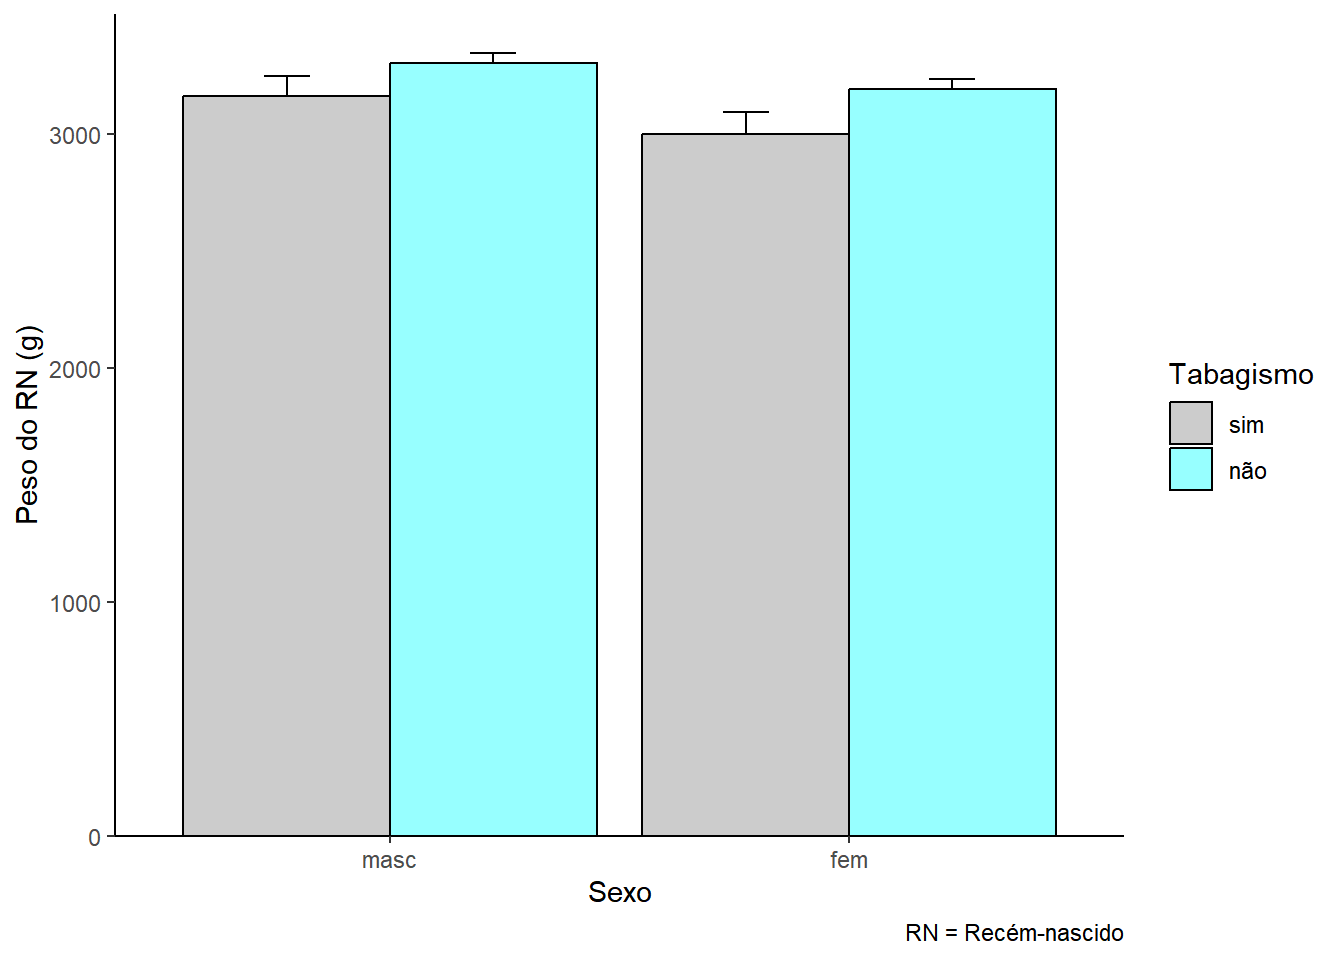 Peso do RN (g)
3000
2000
1000
0
masc
fem
Sexo
Tabagismo
sim
não
RN = Recém-nascido